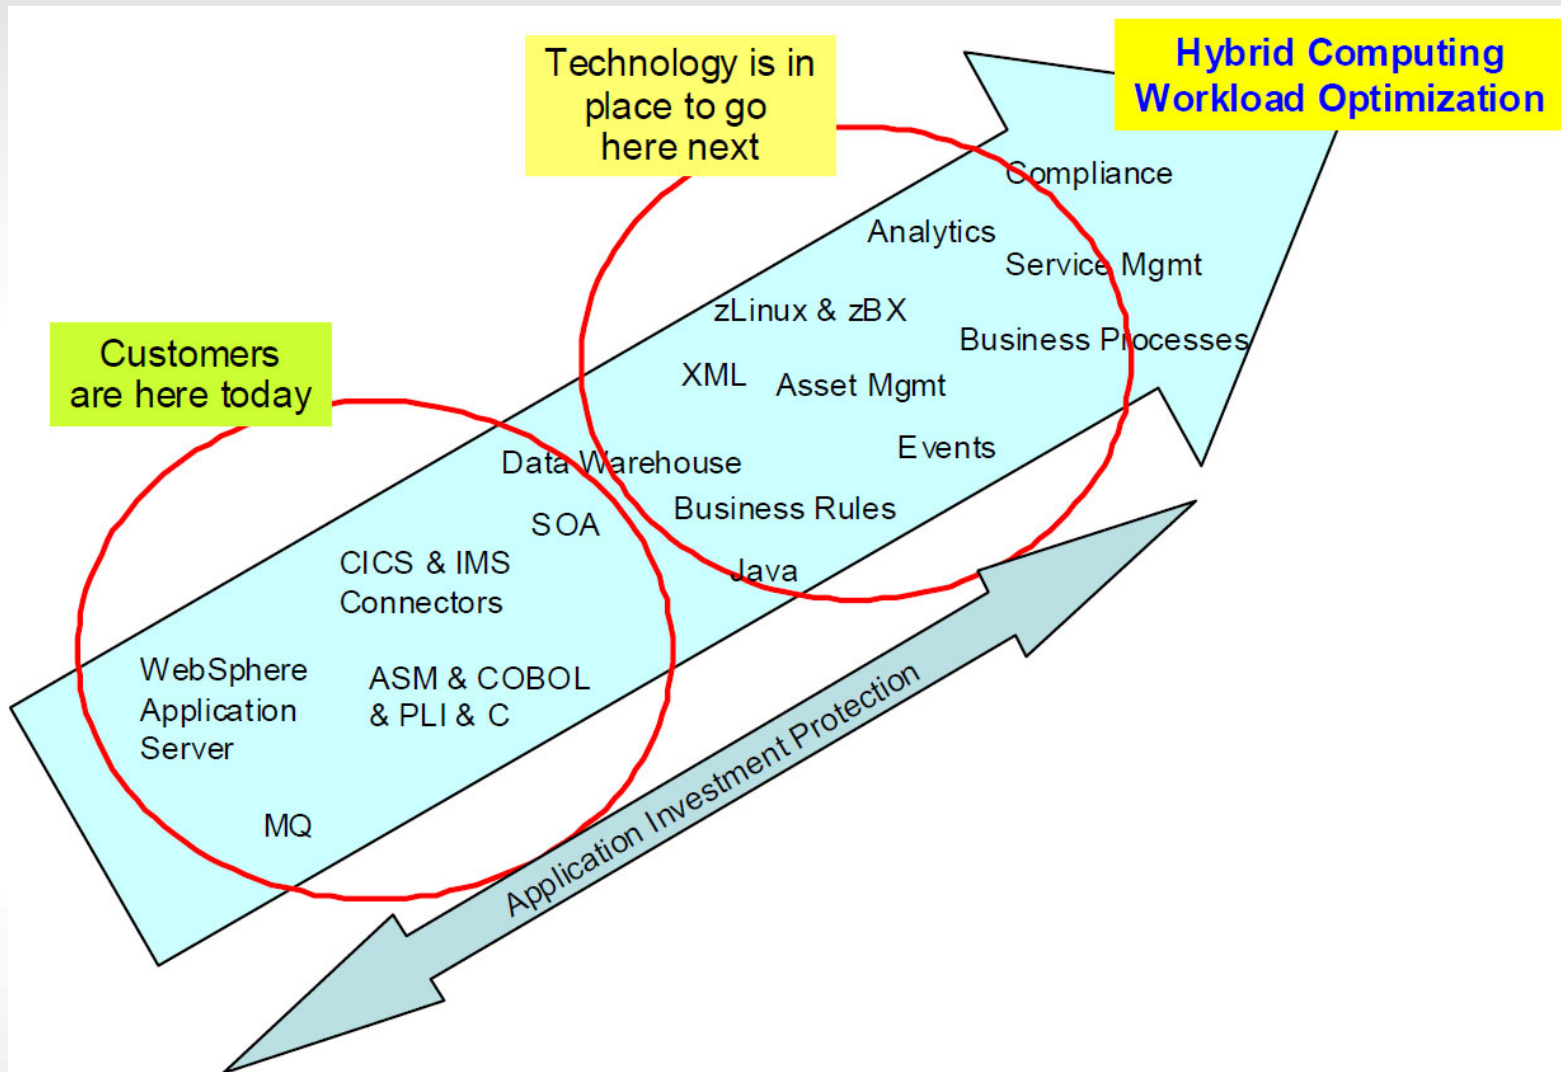 Technology is in
place to go
here next
Hybrid Computing
Workload Optimization
Compliance
Analytics
Service Mgmt
zLinux & zBX
Business Processes
XML
Asset Mgmt
Events
Customers
are here today
Data Warehouse
Business Rules
SOA
Java
CICS & IMS
Connectors
WebSphere
Application
Server
ASM & COBOL
& PLI & C
MQ
Application Investment Protection